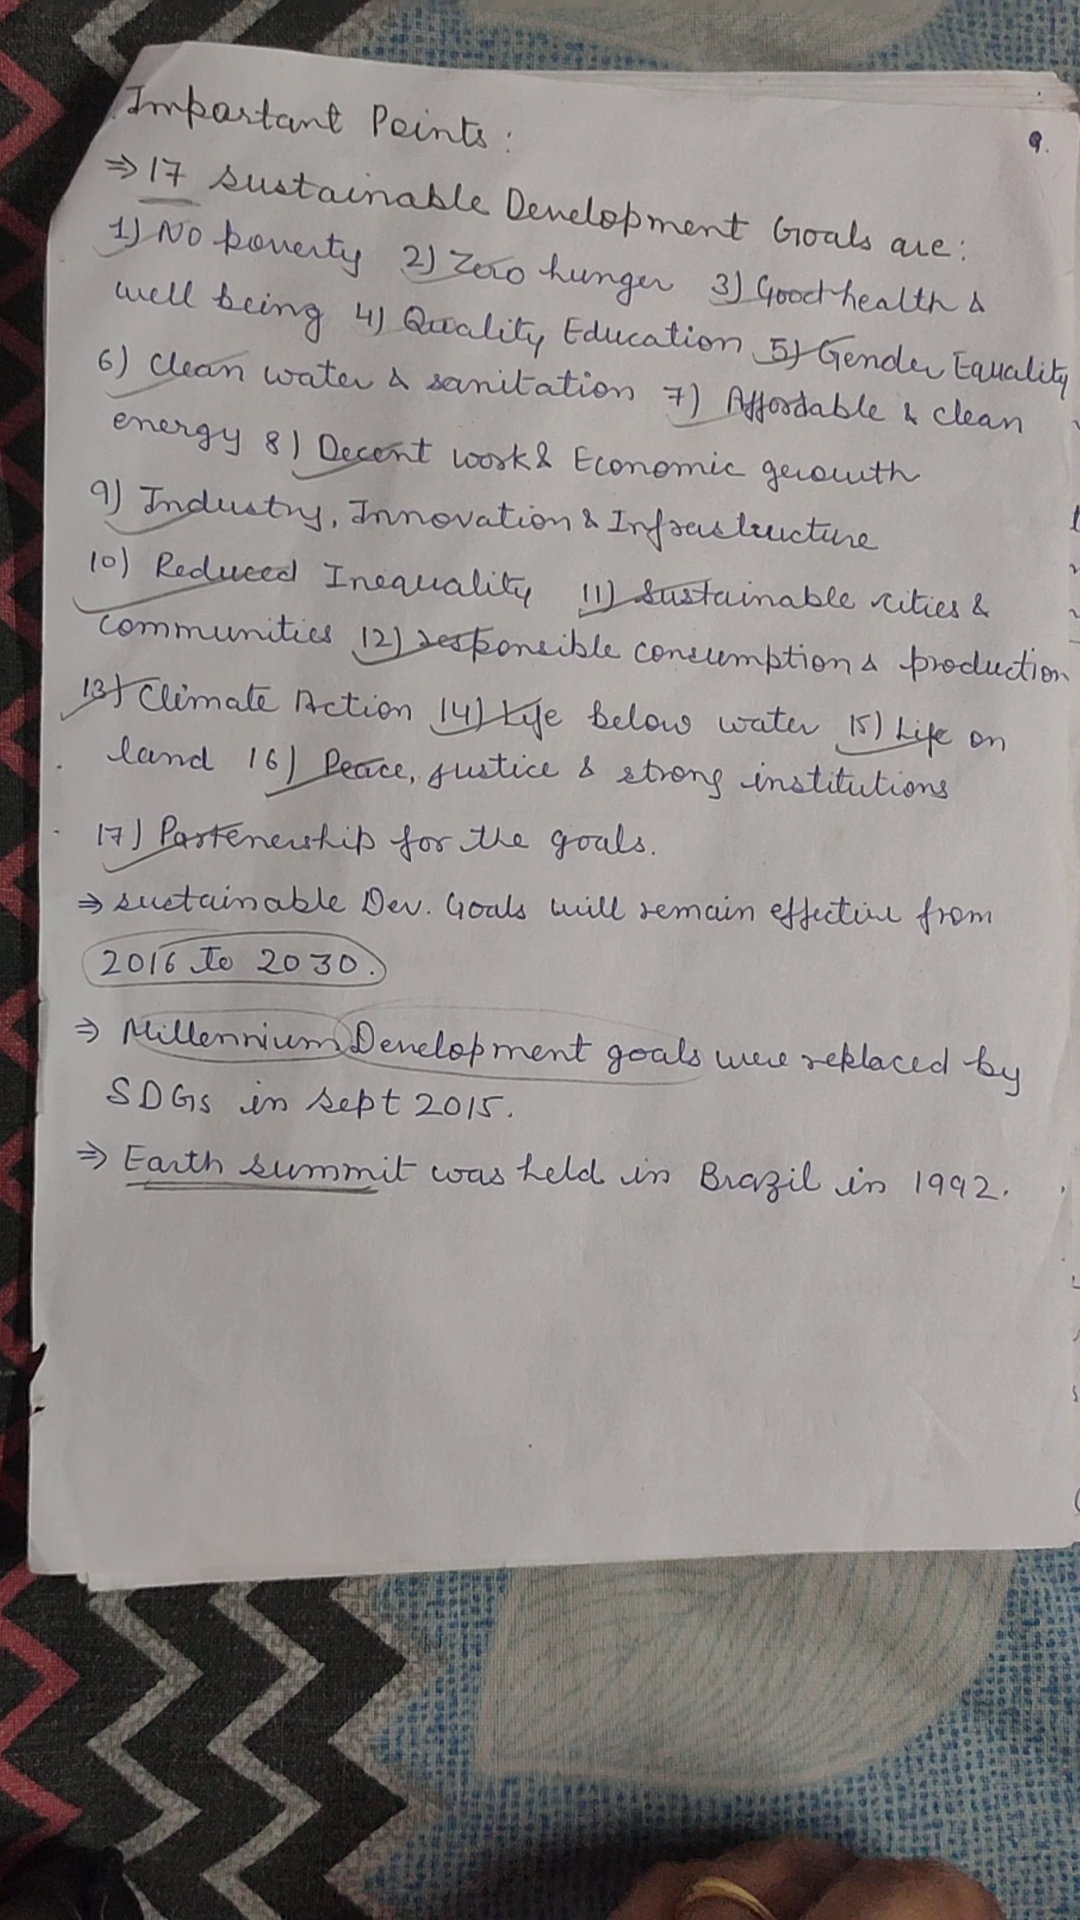 9.
Important Points:
⇒ 17 sustainable Development Goals are:
1) No poverty 2) Zero hunger 3) Good health &
well being 4) Quality Education 5) Gender Equality
6) Clean water & sanitation 7) Affordable & clean
energy 8) Decent work & Economic growth
9) Industry, Innovation & Infrastructure
10) Reduced Inequality 11) Sustainable cities &
communities 12) responsible consumption & production
13) Climate Action 14) Life below water 15) Life on
land 16) Peace, justice & strong institutions
17) Partenership for the goals.
⇒ sustainable Dev. Goals will remain effective from
2016 to 2030.
⇒ Millennium Development goals were replaced by
SDGs in sept 2015.
⇒ Earth summit was held in Brazil in 1992.